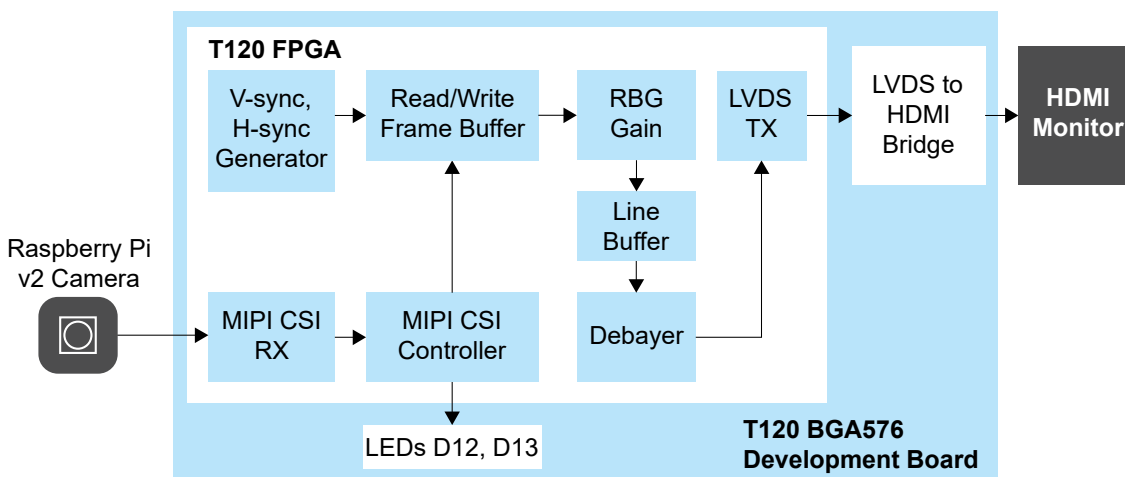 T120 FPGA
V-sync,
H-sync
Generator
Read/Write
Frame Buffer
RBG
Gain
LVDS
TX
LVDS to
HDMI
Bridge
HDMI
Monitor
Line
Buffer
Raspberry Pi
v2 Camera
MIPI CSI
RX
MIPI CSI
Controller
Debayer
LEDs D12, D13
T120 BGA576
Development Board